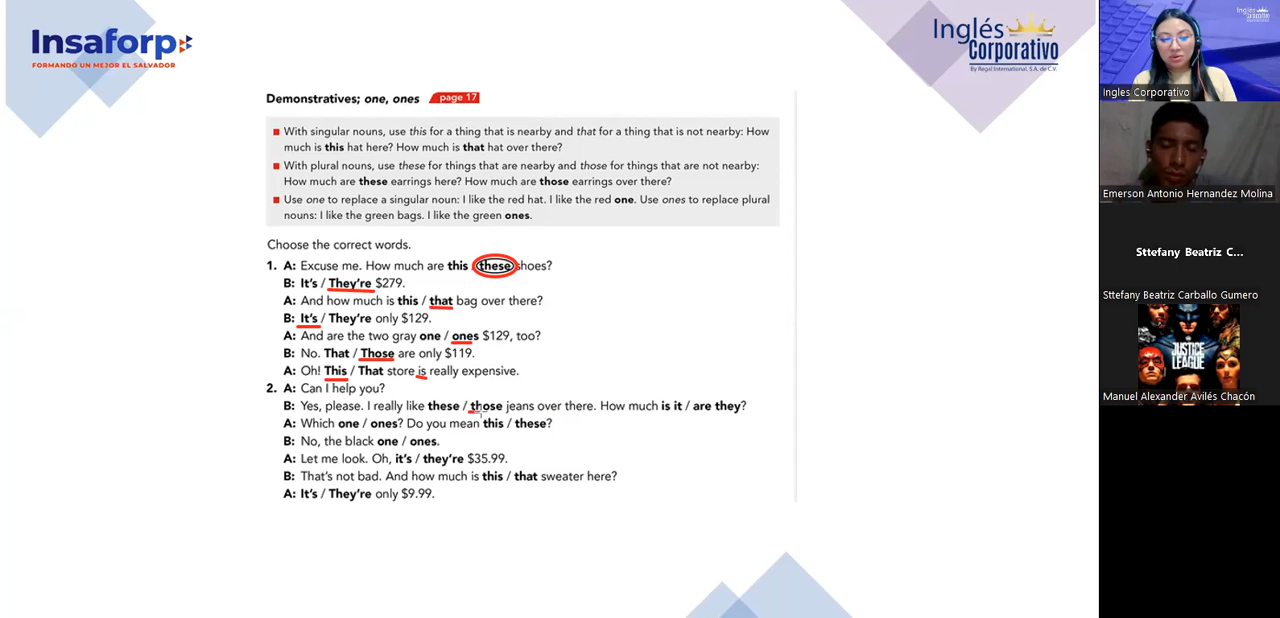 Insaforp
FORMANDO UN MEJOR EL SALVADOR
Inglés
Corporativo
By Regal International, S.A. de C.V.
Demonstratives; one, ones page 17
With singular nouns, use this for a thing that is nearby and that for a thing that is not nearby: How
much is this hat here? How much is that hat over there?
With plural nouns, use these for things that are nearby and those for things that are not nearby:
How much are these earrings here? How much are those earrings over there?
Use one to replace a singular noun: I like the red hat. I like the red one. Use ones to replace plural
nouns: I like the green bags. I like the green ones.
Choose the correct words.
1. A: Excuse me. How much are this / these shoes?
B: It's / They're $279.
A: And how much is this / that bag over there?
B: It's / They're only $129.
A: And are the two gray one / ones $129, too?
B: No. That / Those are only $119.
A: Oh! This / That store is really expensive.
2. A: Can I help you?
B: Yes, please. I really like these / those jeans over there. How much is it / are they?
A: Which one / ones? Do you mean this / these?
B: No, the black one / ones.
A: Let me look. Oh, it's / they're $35.99.
B: That's not bad. And how much is this / that sweater here?
A: It's / They're only $9.99.
Inglés
Ingles Corporativo
Emerson Antonio Hernandez Molina
Sttefany Beatriz C...
Sttefany Beatriz Carballo Gumero
JUSTICE
LEAGUE
Manuel Alexander Avilés Chacón